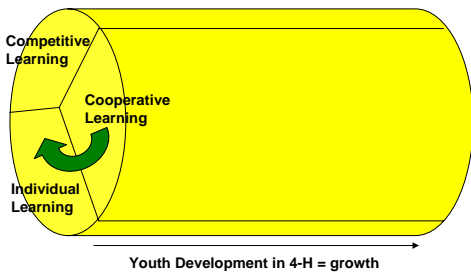 Competitive
Learning
Cooperative
Learning
Individual
Learning
Youth Development in 4-H = growth